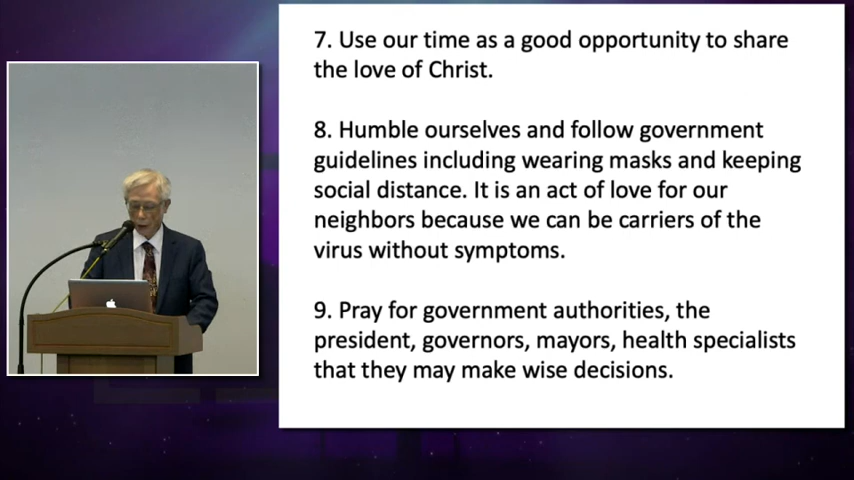 7. Use our time as a good opportunity to share
the love of Christ.
8. Humble ourselves and follow government
guidelines including wearing masks and keeping
social distance. It is an act of love for our
neighbors because we can be carriers of the
virus without symptoms.
9. Pray for government authorities, the
president, governors, mayors, health specialists
that they may make wise decisions.